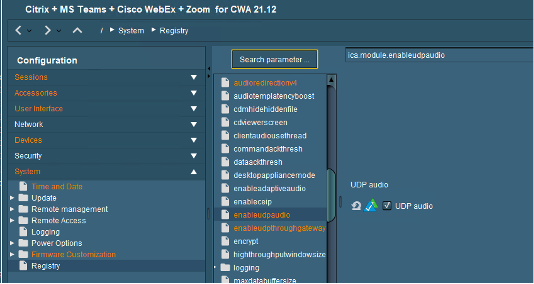 Citrix + MS Teams + Cisco WebEx + Zoom for CWA 21.12
/ System Registry
Configuration
Sessions
Accessories
User Interface
Network
Devices
Security
System
Time and Date
Update
Remote management
Remote Access
Logging
Power Options
Firmware Customization
Registry
Search parameter ...
audioredirectionv4
audiotemplatencyboost
cdmhidehiddenfile
cdviewerscreen
clientaudiousethread
commandackthresh
dataackthresh
desktopappliancemode
enableadaptiveaudio
enableceip
enableudpaudio
enableudpthroughgateway
encrypt
highthroughputwindowsize
logging
maxdatabuffersize
ica.module.enableudpaudio
UDP audio
UDP audio